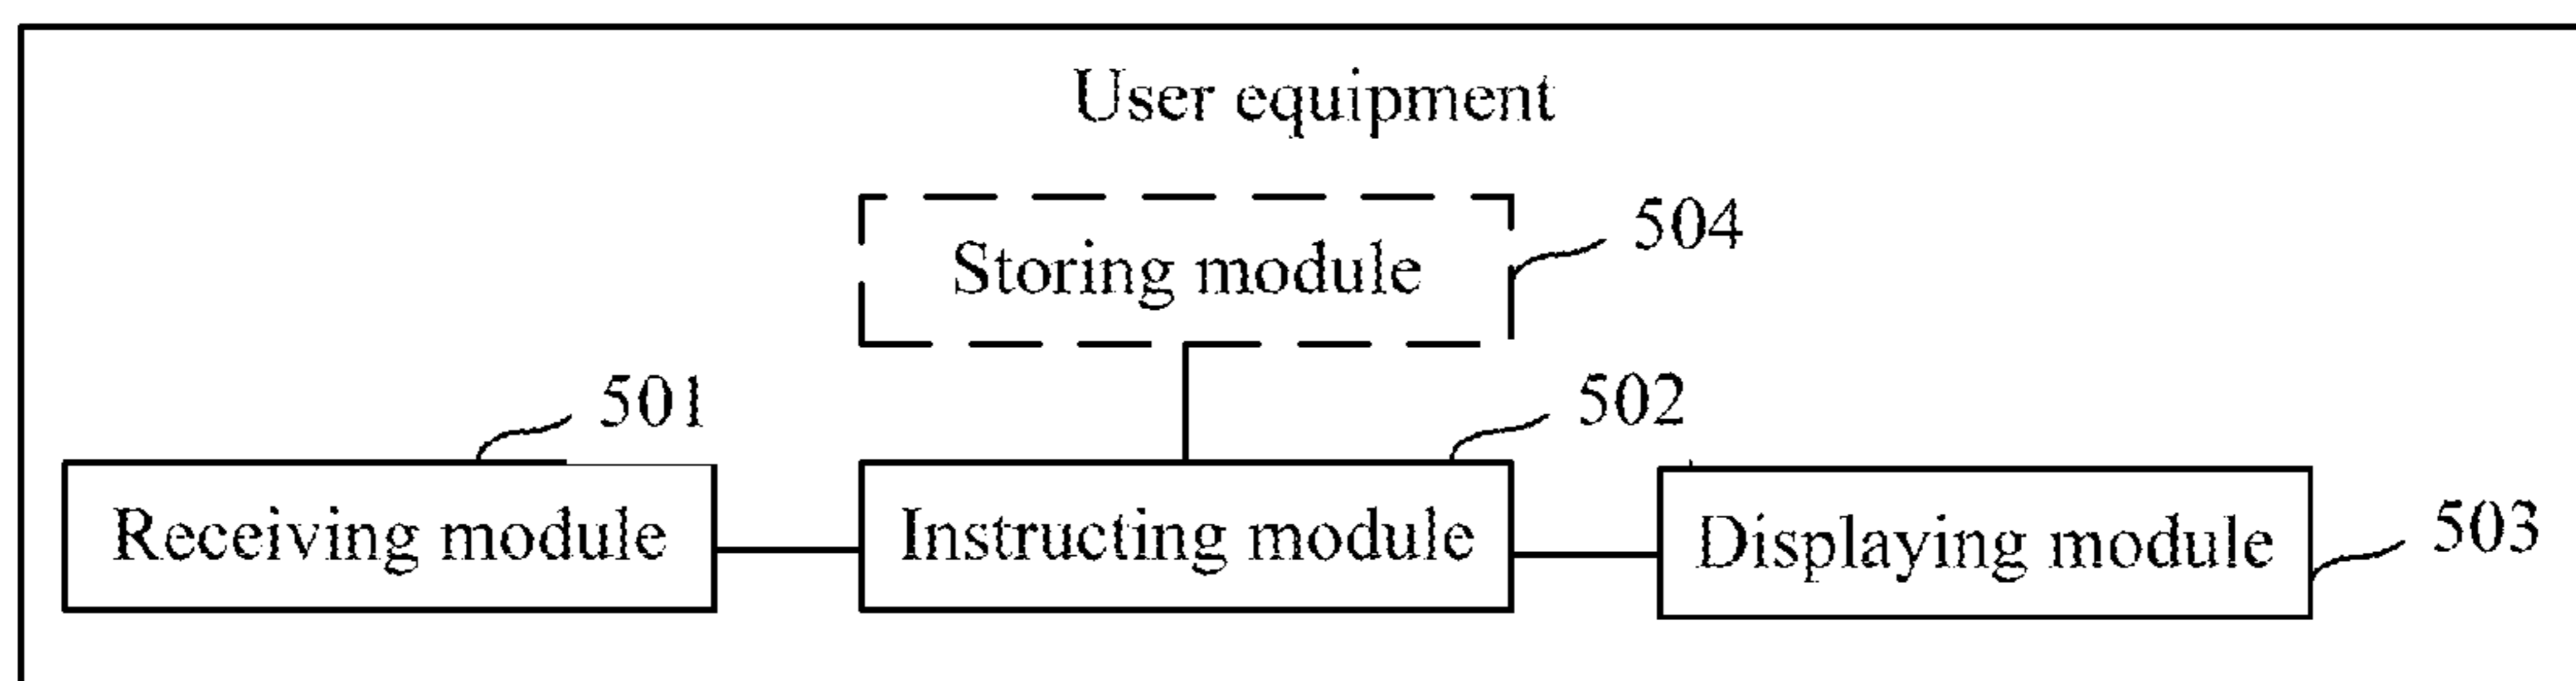 User equipment
504
Storing module
501
502
Receiving module
Instructing module
Displaying module
503